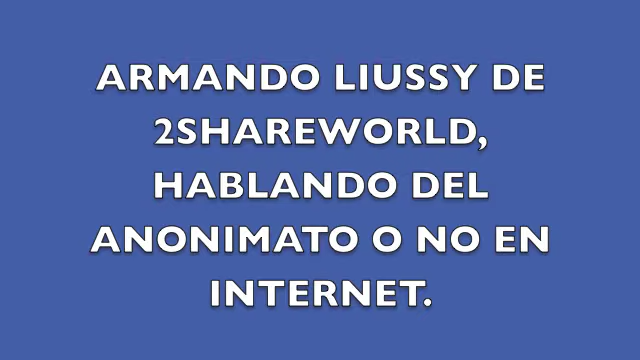 ARMANDO LIUSSY DE
2SHAREWORLD,
HABLANDO DEL
ANONIMATO O NO EN
INTERNET.